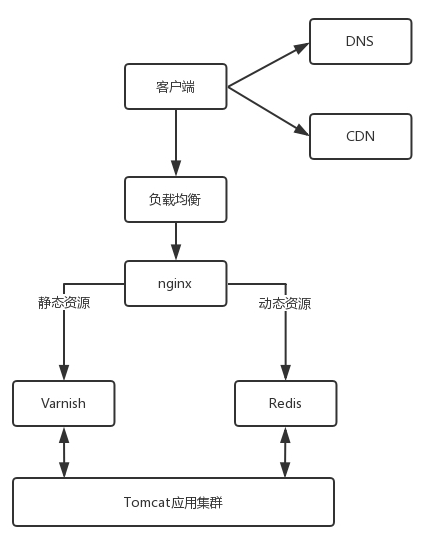 DNS
客户端
CDN
负载均衡
nginx
静态资源
动态资源
Varnish
Redis
Tomcat应用集群